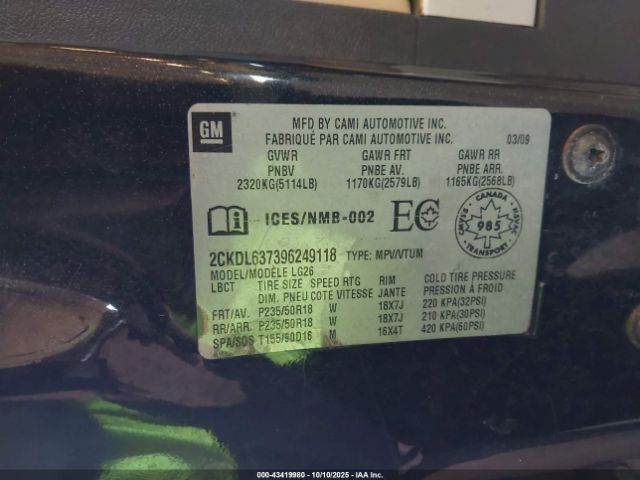 GM
MFD BY CAMI AUTOMOTIVE INC.
FABRIQUÉ PAR CAMI AUTOMOTIVE INC. 03/09
GVWR GAWR FRT GAWR RR
PNBV PNBE AV. PNBE ARR.
2320KG(5114LB) 1170KG(2579LB) 1165KG(2568LB)
ICES/NMB-002 EC 985
2CKDL637396249118 TYPE: MPV/VTUM
MODEL/MODÈLE LG26
LBCT TIRE SIZE SPEED RTG RIM COLD TIRE PRESSURE
DIM. PNEU COTE VITESSE JANTE PRESSION A FROID
FRT/AV. P235/50R18 W 18X7J 220 KPA(32PSI)
RR/ARR. P235/50R18 W 18X7J 210 KPA(30PSI)
SPA/SOS T155/90D16 M 16X4T 420 KPA(60PSI)
000-43419980 - 10/10/2025 - IAA Inc.